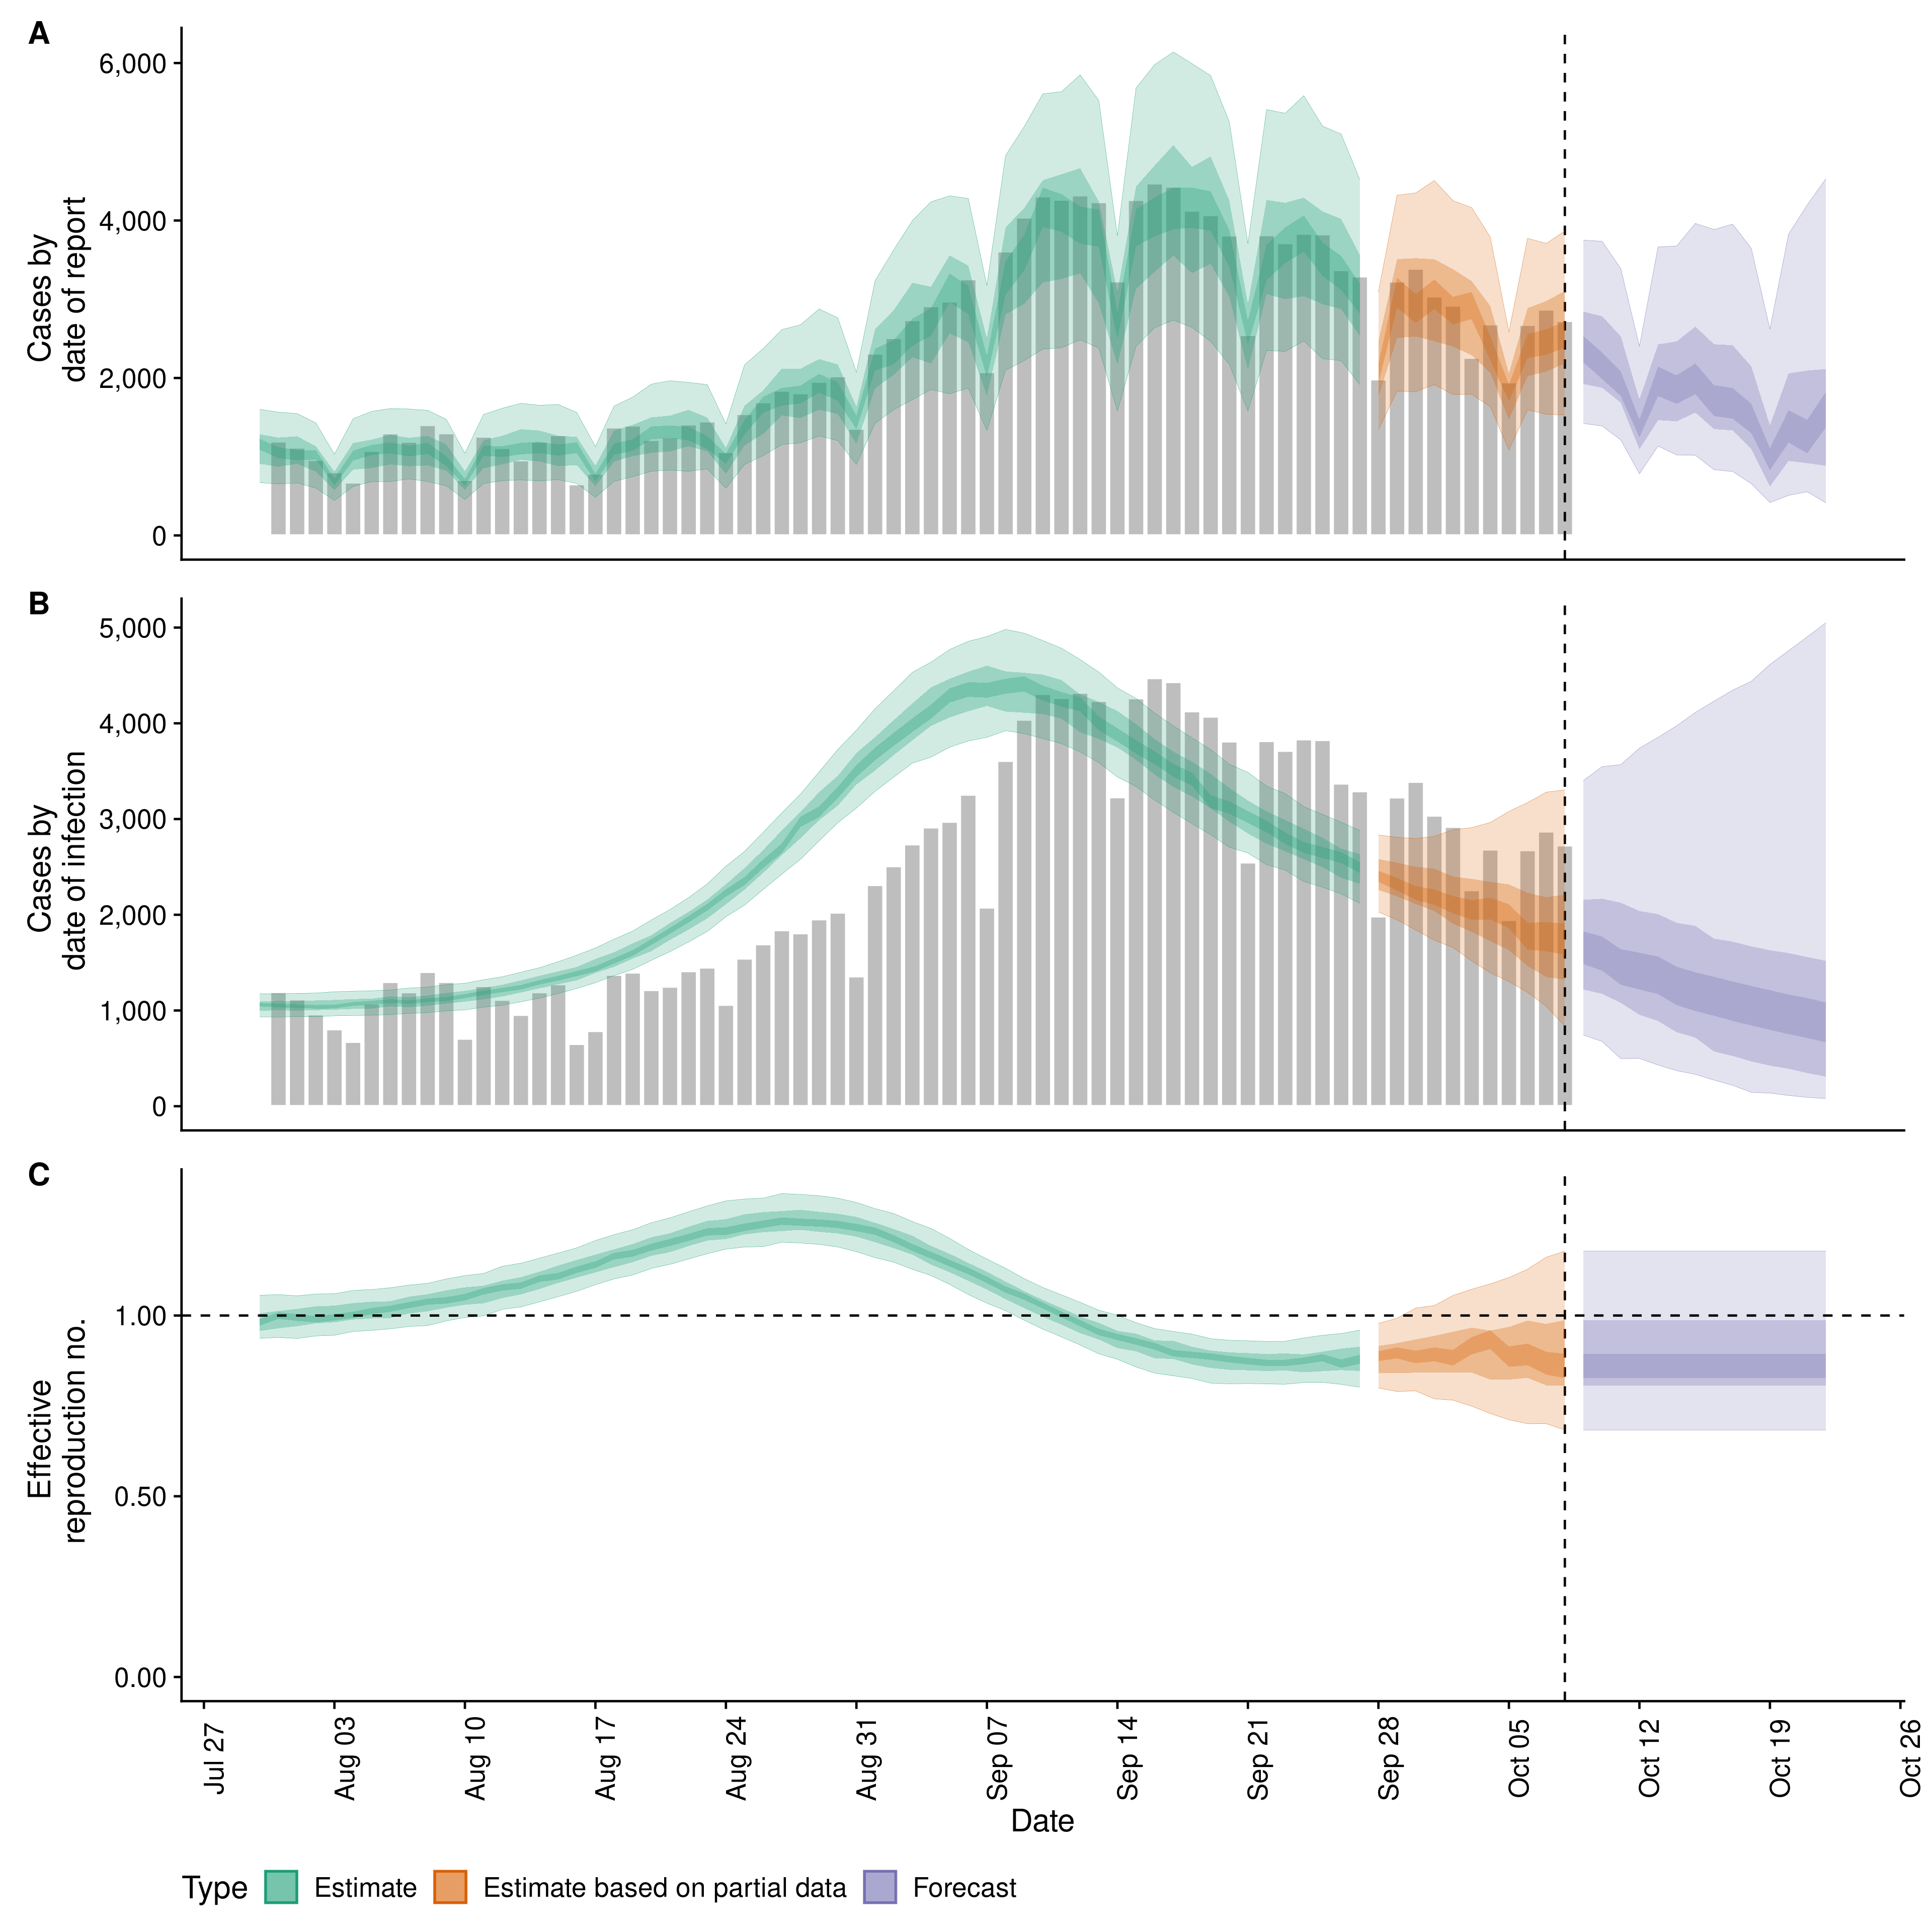 A
Cases by
date of report
6,000
4,000
2,000
0
B
Cases by
date of infection
5,000
4,000
3,000
2,000
1,000
0
C
Effective
reproduction no.
1.00
0.50
0.00
Jul 27
Aug 03
Aug 10
Aug 17
Aug 24
Aug 31
Sep 07
Sep 14
Sep 21
Sep 28
Oct 05
Oct 12
Oct 19
Oct 26
Date
Type Estimate Estimate based on partial data Forecast